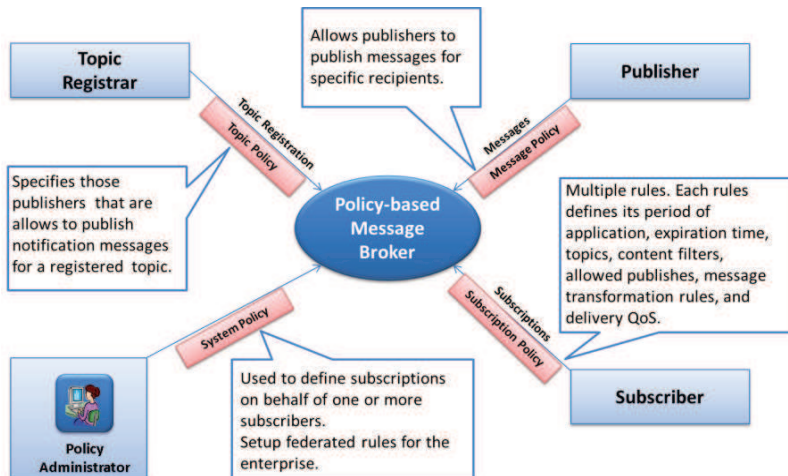 Topic
Registrar
Allows publishers to
publish messages for
specific recipients.
Publisher
Topic Registration
Topic Policy
Messages
Message Policy
Specifies those
publishers that are
allows to publish
notification messages
for a registered topic.
Policy-based
Message
Broker
Multiple rules. Each rules
defines its period of
application, expiration time,
topics, content filters,
allowed publishes, message
transformation rules, and
delivery QoS.
System Policy
Subscriptions
Subscription Policy
Used to define subscriptions
on behalf of one or more
subscribers.
Setup federated rules for the
enterprise.
Policy
Administrator
Subscriber